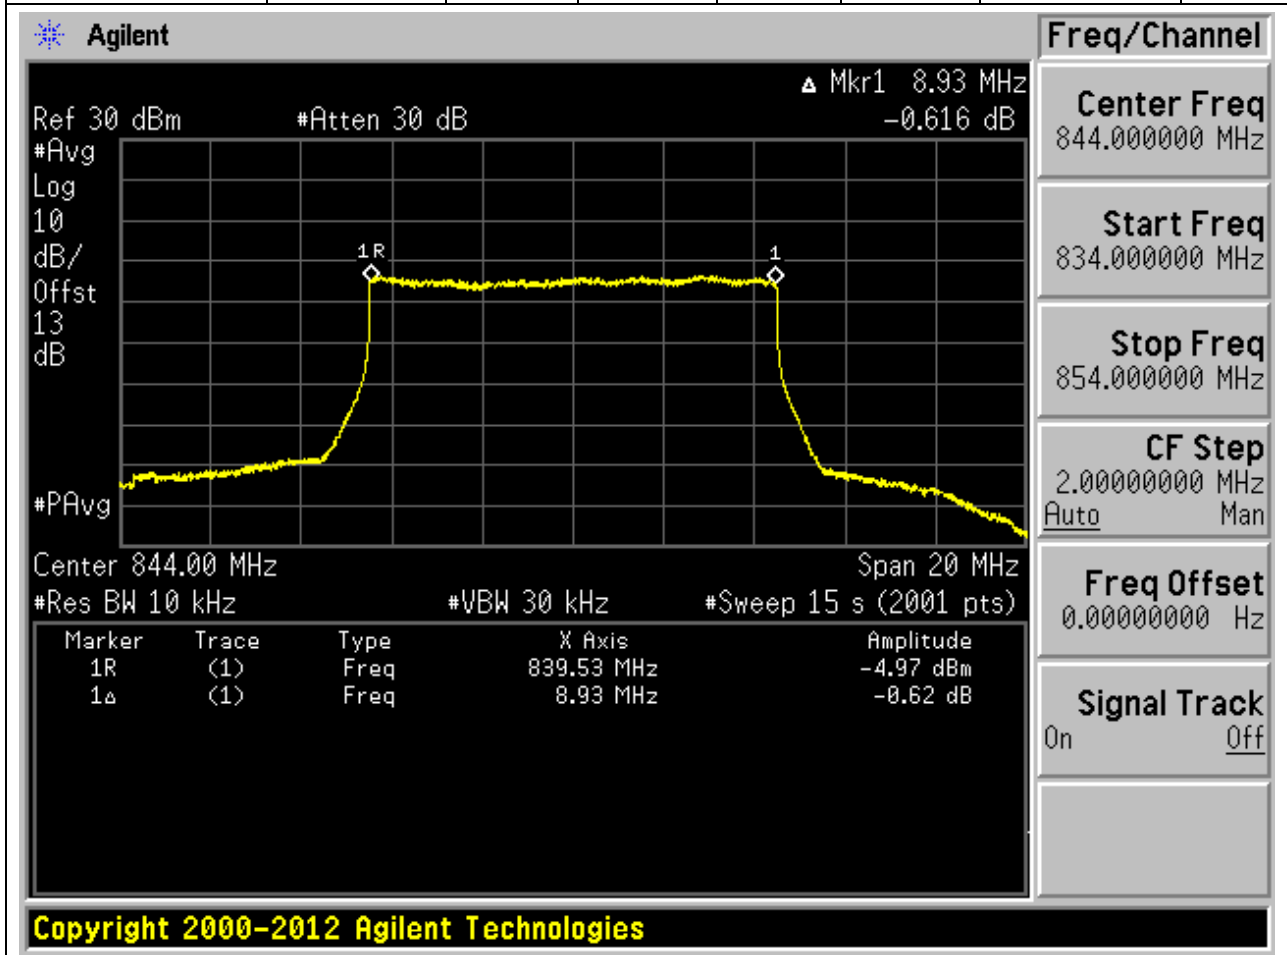 Agilent
Freq/Channel
▵ Mkr1 8.93 MHz
Ref 30 dBm #Atten 30 dB -0.616 dB
#Avg
Log
10
dB/
Offst
13
dB
#PAvg
1R
1
Center 844.00 MHz Span 20 MHz
#Res BW 10 kHz #VBW 30 kHz #Sweep 15 s (2001 pts)
Marker Trace Type X Axis Amplitude
1R (1) Freq 839.53 MHz -4.97 dBm
1▵ (1) Freq 8.93 MHz -0.62 dB
Center Freq
844.000000 MHz
Start Freq
834.000000 MHz
Stop Freq
854.000000 MHz
CF Step
2.00000000 MHz
Auto Man
Freq Offset
0.00000000 Hz
Signal Track
On Off
Copyright 2000-2012 Agilent Technologies